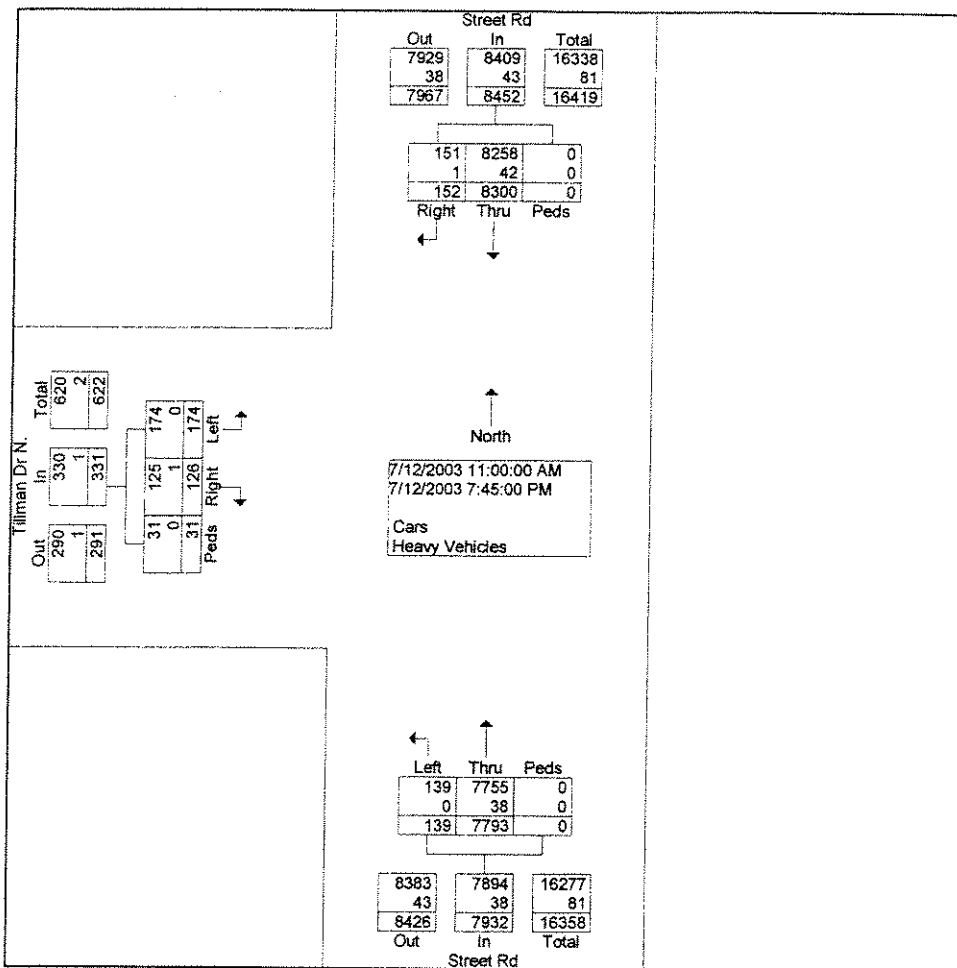 Street Rd
Out In Total
7929 8409 16338
38 43 81
7967 8452 16419
151 8258 0
1 42 0
152 8300 0
Right Thru Peds
Tillman Dr N.
Out In Total
290 330 620
1 1 2
291 331 622
31 125 174
0 1 0
31 126 174
Peds Right Left
North
7/12/2003 11:00:00 AM
7/12/2003 7:45:00 PM
Cars
Heavy Vehicles
Left Thru Peds
139 7755 0
0 38 0
139 7793 0
8383 7894 16277
43 38 81
8426 7932 16358
Out In Total
Street Rd